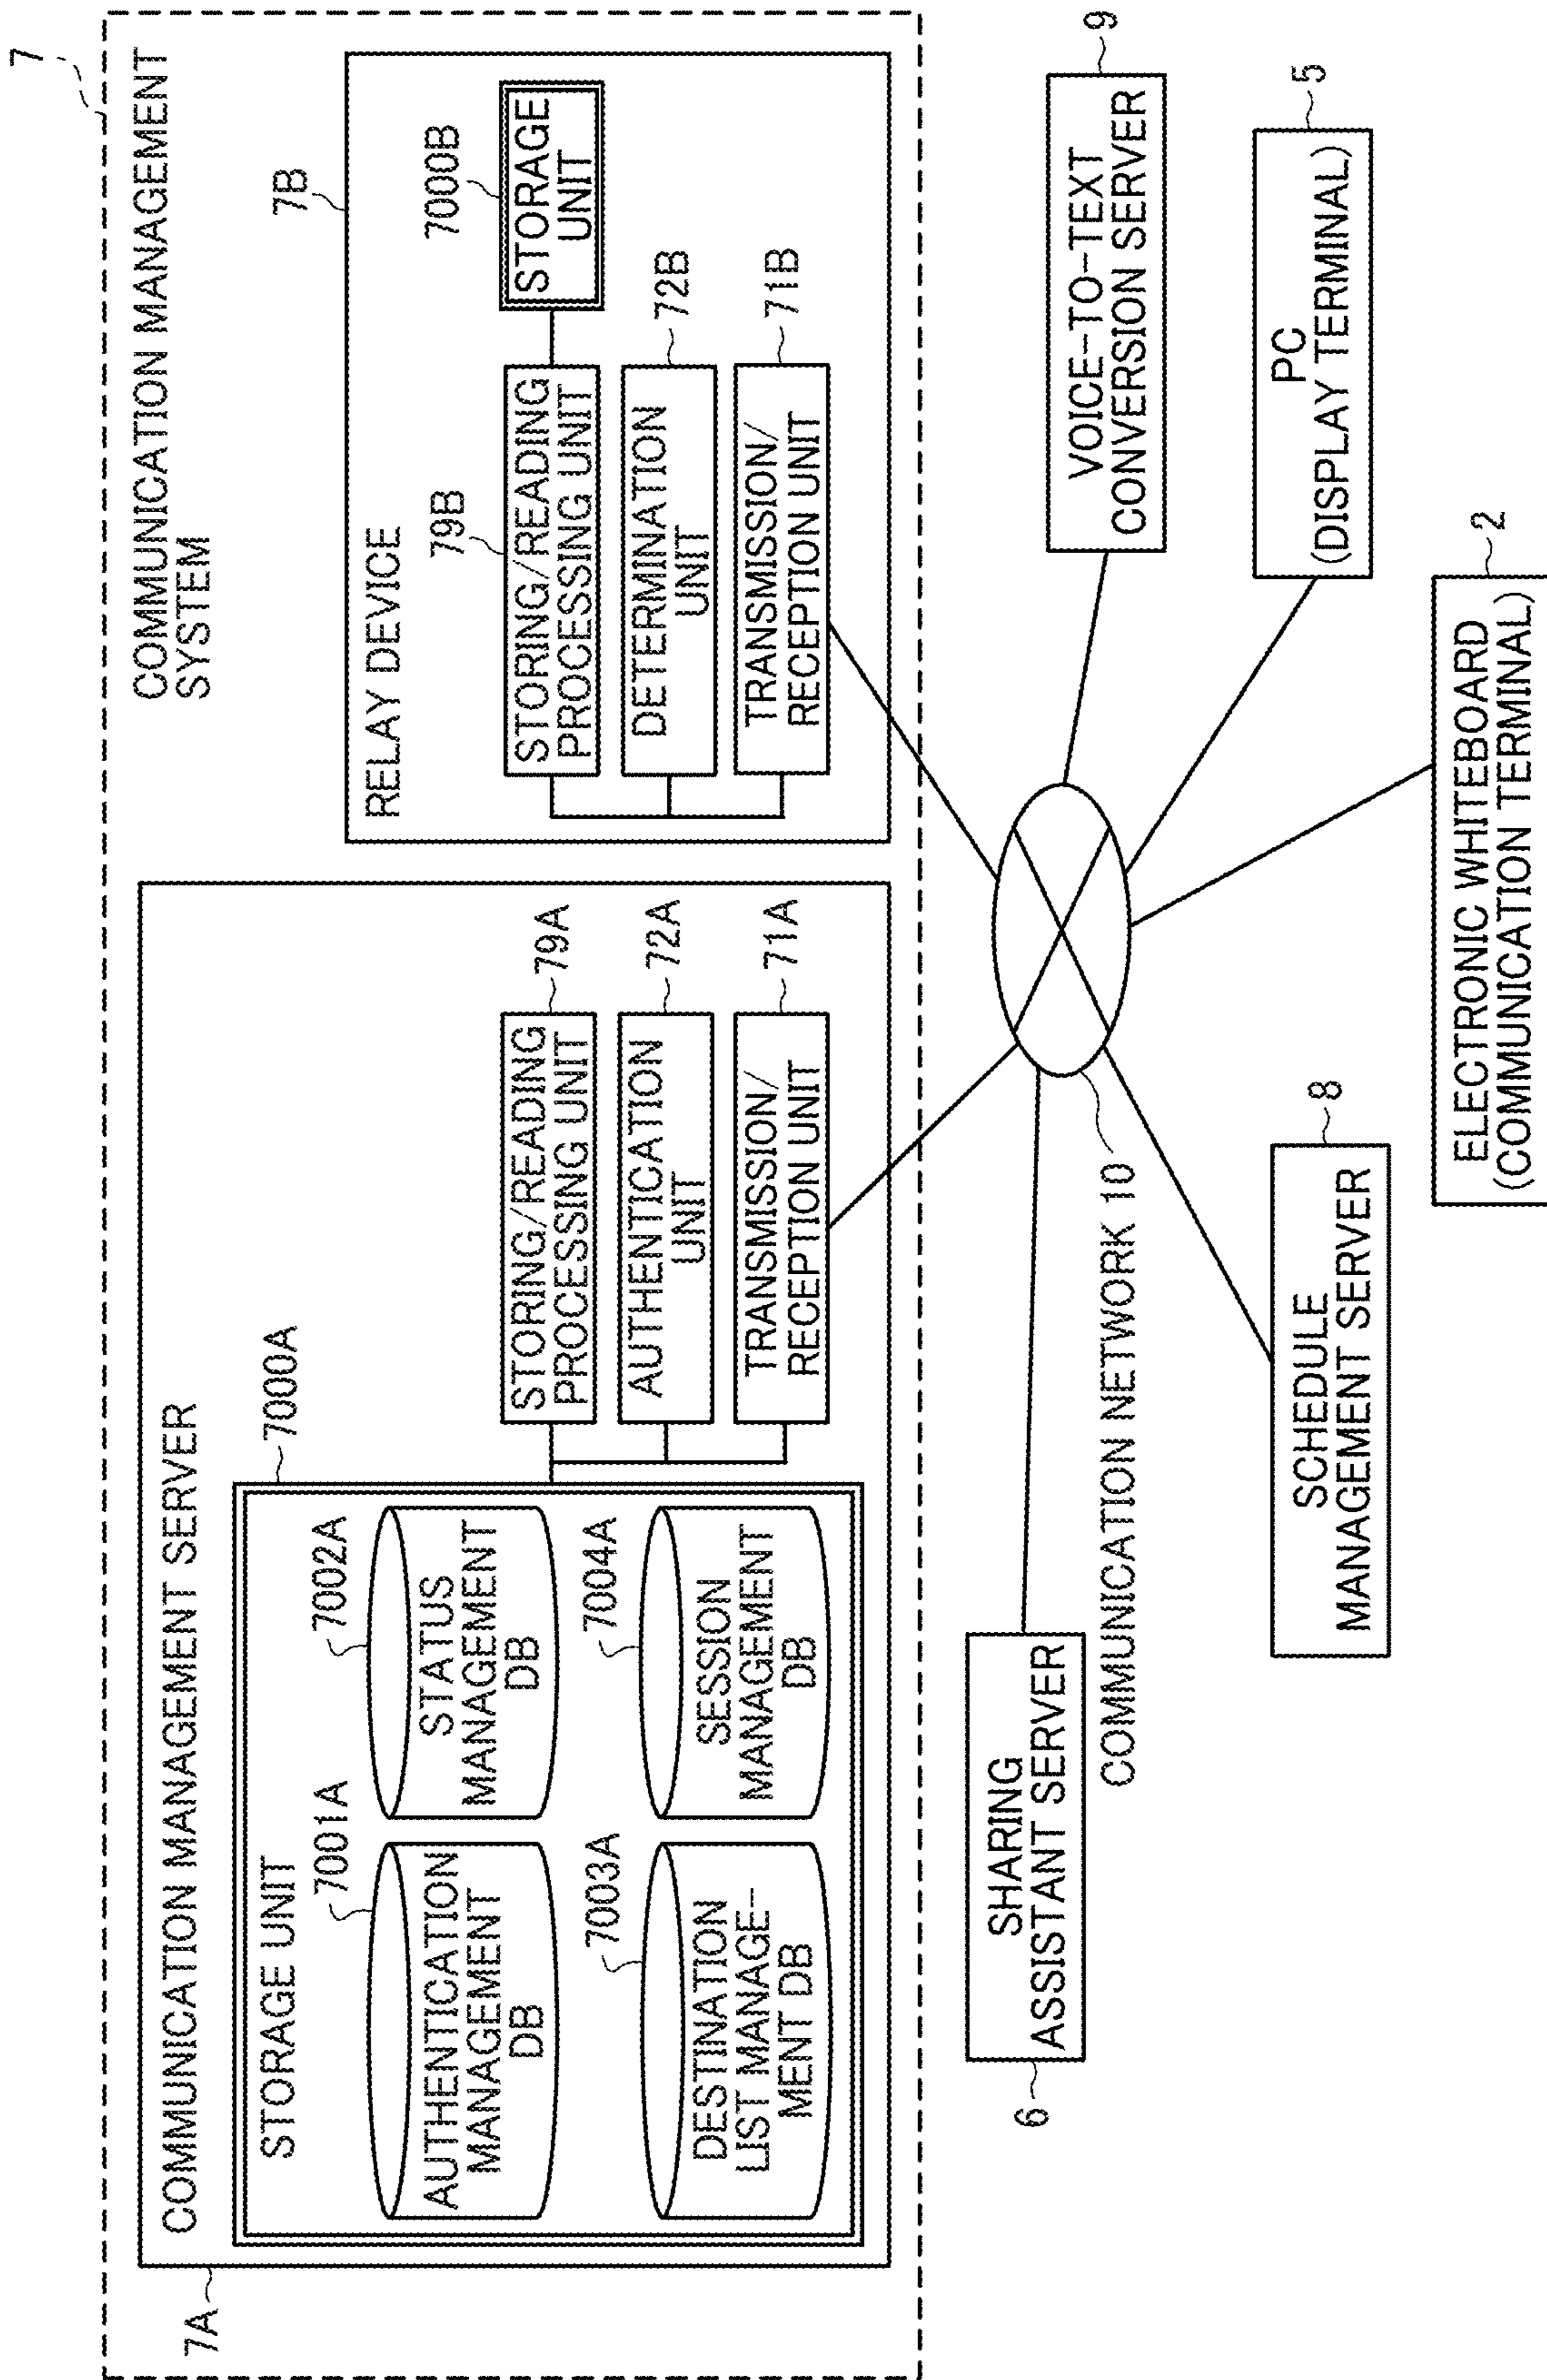 7
COMMUNICATION MANAGEMENT
SYSTEM
7A
COMMUNICATION MANAGEMENT SERVER
7000A
STORAGE UNIT
7001A
AUTHENTICATION
MANAGEMENT
DB
7002A
STATUS
MANAGEMENT
DB
7003A
DESTINATION
LIST MANAGE-
MENT DB
7004A
SESSION
MANAGEMENT
DB
STORING/READING
PROCESSING UNIT
79A
AUTHENTICATION
UNIT
72A
TRANSMISSION/
RECEPTION UNIT
71A
7B
RELAY DEVICE
79B
STORING/READING
PROCESSING UNIT
7000B
STORAGE
UNIT
DETERMINATION
UNIT
72B
TRANSMISSION/
RECEPTION UNIT
71B
6
SHARING
ASSISTANT SERVER
COMMUNICATION NETWORK 10
SCHEDULE
MANAGEMENT SERVER
8
ELECTRONIC WHITEBOARD
(COMMUNICATION TERMINAL)
2
PC
(DISPLAY TERMINAL)
5
VOICE-TO-TEXT
CONVERSION SERVER
9